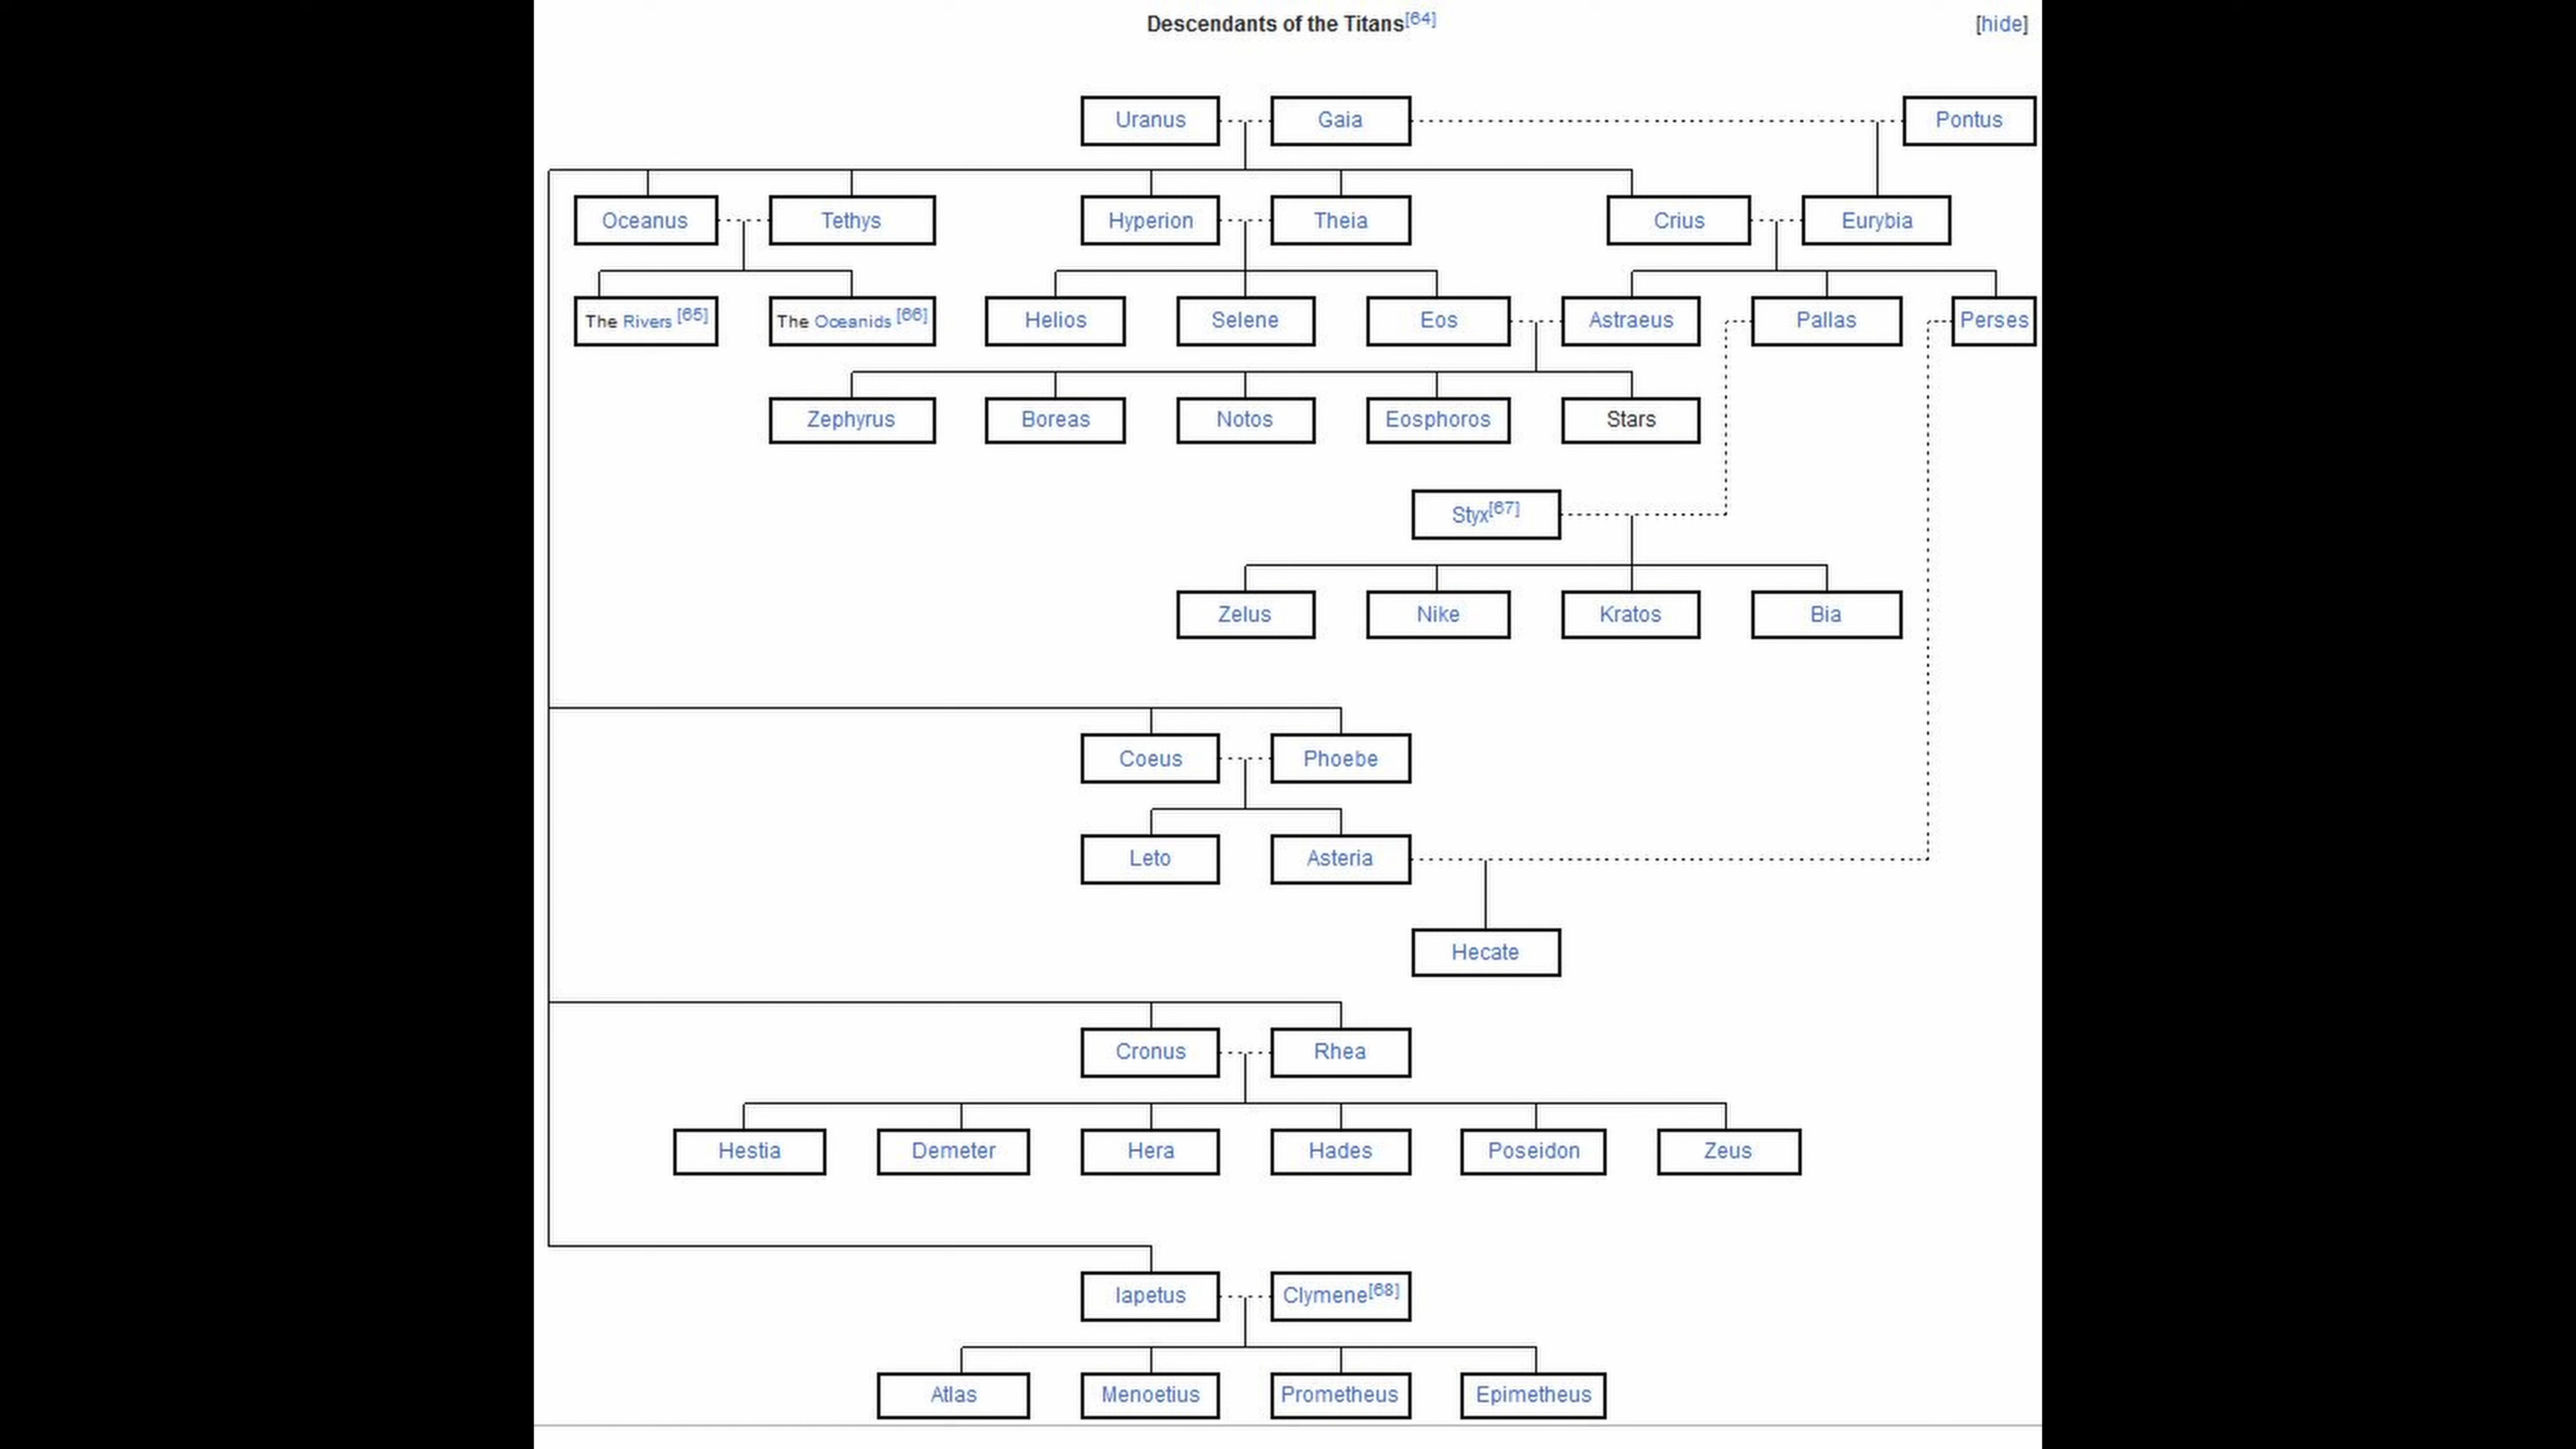 Descendants of the Titans[64]
[hide]
Uranus
Gaia
Pontus
Oceanus
Tethys
Hyperion
Theia
Crius
Eurybia
The Rivers [65]
The Oceanids [66]
Helios
Selene
Eos
Astraeus
Pallas
Perses
Zephyrus
Boreas
Notos
Eosphoros
Stars
Styx[67]
Zelus
Nike
Kratos
Bia
Coeus
Phoebe
Leto
Asteria
Hecate
Cronus
Rhea
Hestia
Demeter
Hera
Hades
Poseidon
Zeus
Iapetus
Clymene[68]
Atlas
Menoetius
Prometheus
Epimetheus